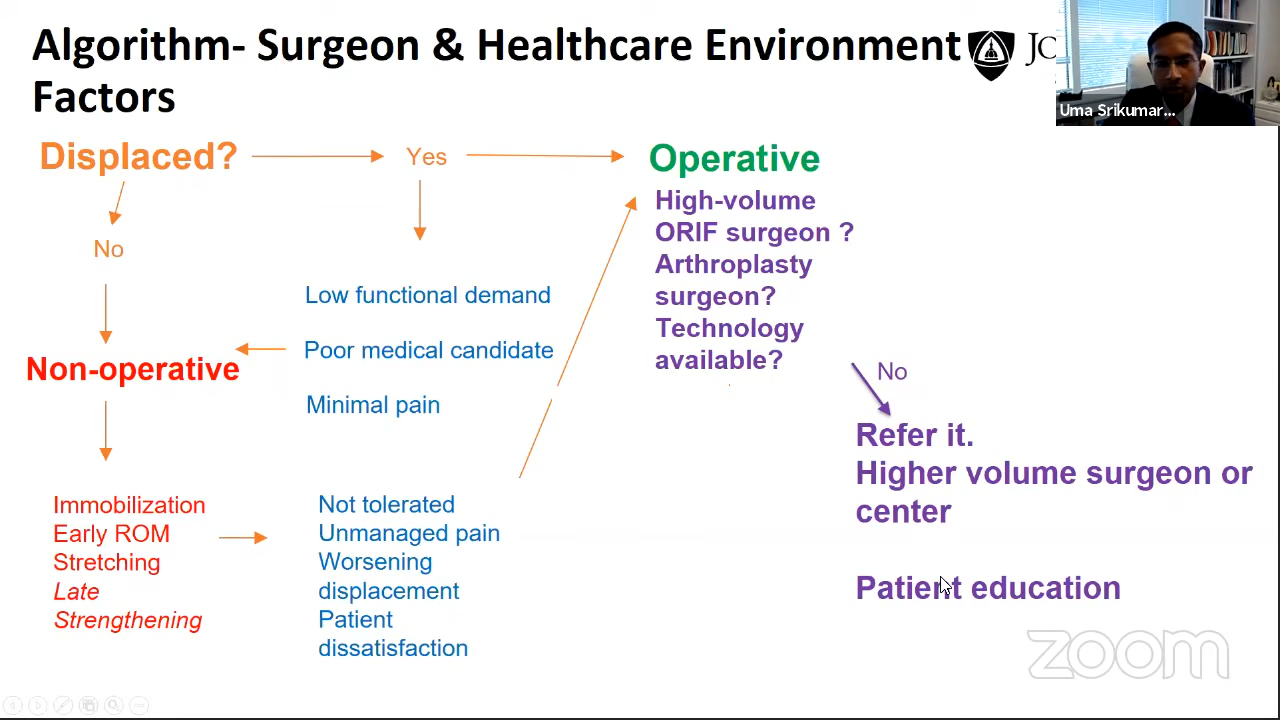 Algorithm- Surgeon & Healthcare Environment
Factors
JO
Uma Srikumar...
Displaced?
Yes
Operative
High-volume
ORIF surgeon ?
Arthroplasty
surgeon?
Technology
available?
No
Low functional demand
Poor medical candidate
Minimal pain
Non-operative
No
Refer it.
Higher volume surgeon or
center
Patient education
Immobilization
Early ROM
Stretching
Late
Strengthening
Not tolerated
Unmanaged pain
Worsening
displacement
Patient
dissatisfaction
zoom